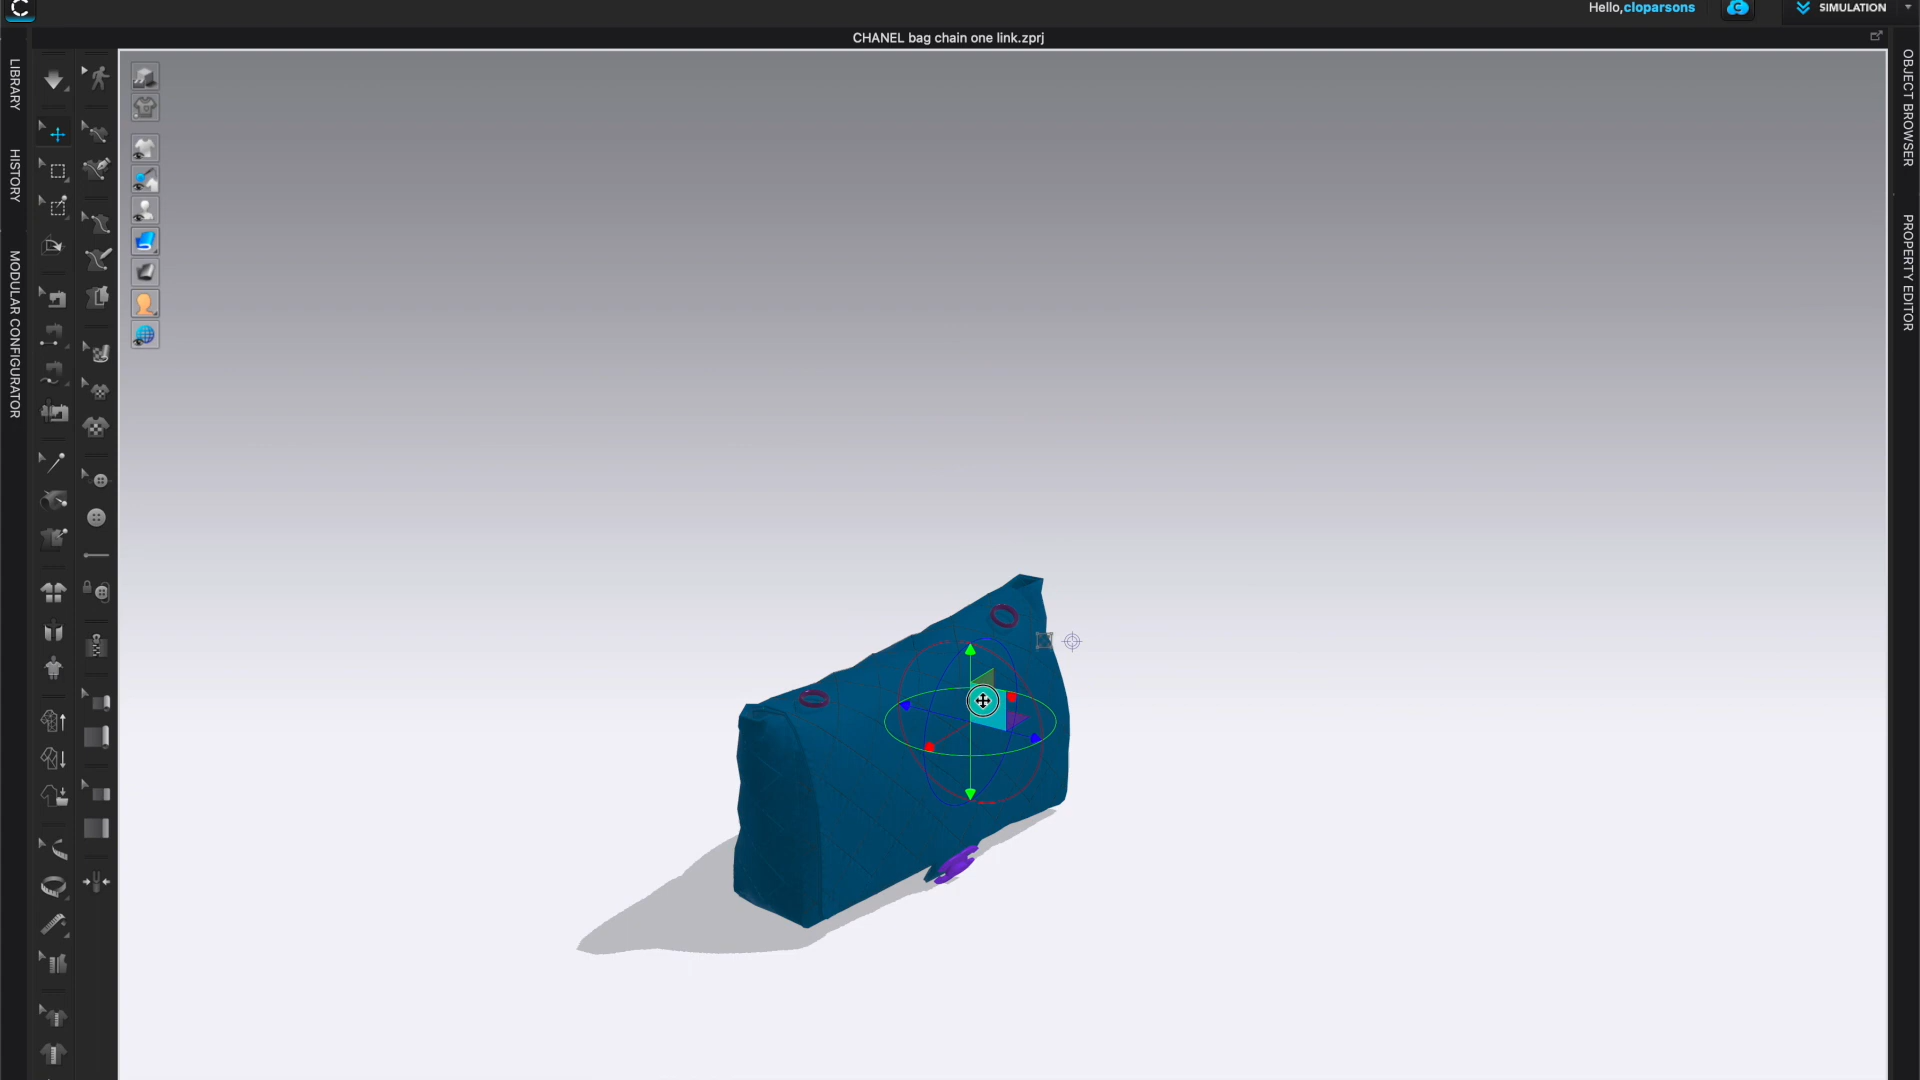 Hello,cloparsons
SIMULATION
CHANEL bag chain one link.zprj
LIBRARY
HISTORY
MODULAR CONFIGURATOR
OBJECT BROWSER
PROPERTY EDITOR